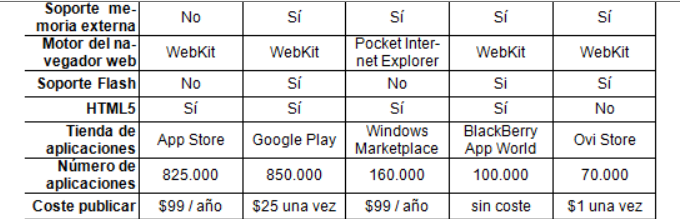 Soporte me-
moria externa No Sí Sí Sí Sí
Motor del na-
vegador web WebKit WebKit Pocket Inter-
net Explorer WebKit WebKit
Soporte Flash No Sí No Si Sí
HTML5 Sí Sí Sí Sí No
Tienda de
aplicaciones App Store Google Play Windows
Marketplace BlackBerry
App World Ovi Store
Número de
aplicaciones 825.000 850.000 160.000 100.000 70.000
Coste publicar $99 / año $25 una vez $99 / año sin coste $1 una vez